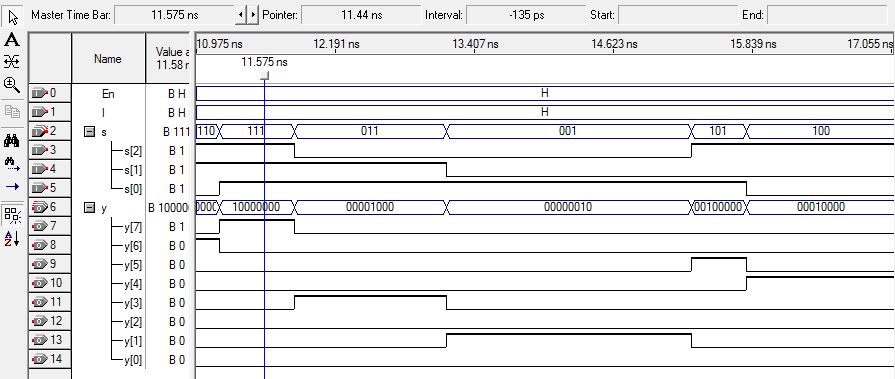 Master Time Bar: 11.575 ns Pointer: 11.44 ns Interval: -135 ps Start: End:
A
Name Value a 11.58 n
10.975 ns 12.191 ns 13.407 ns 14.623 ns 15.839 ns 17.055 ns
11.575 ns
0 En B H H
1 I B H H
2 s B 111 110 111 011 001 101 100
3 s[2] B 1
4 s[1] B 1
5 s[0] B 1
6 y B 10000 0000 10000000 00001000 00000010 00100000 00010000
7 y[7] B 1
8 y[6] B 0
9 y[5] B 0
10 y[4] B 0
11 y[3] B 0
12 y[2] B 0
13 y[1] B 0
14 y[0] B 0